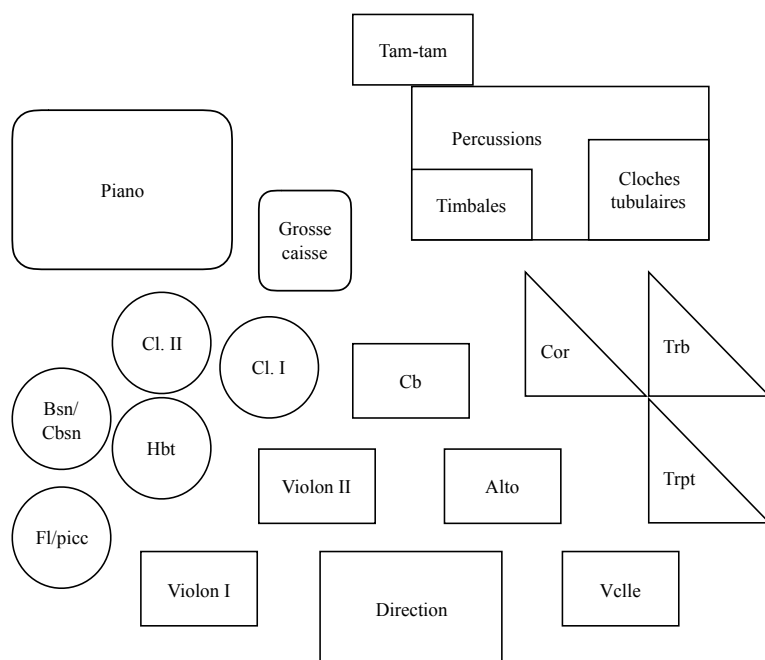 Tam-tam
Percussions
Piano
Cloches
tubulaires
Timbales
Grosse
caisse
Cl. II
Cl. I
Cor
Trb
Cb
Bsn/
Cbsn
Hbt
Violon II
Alto
Trpt
Fl/picc
Violon I
Direction
Vclle